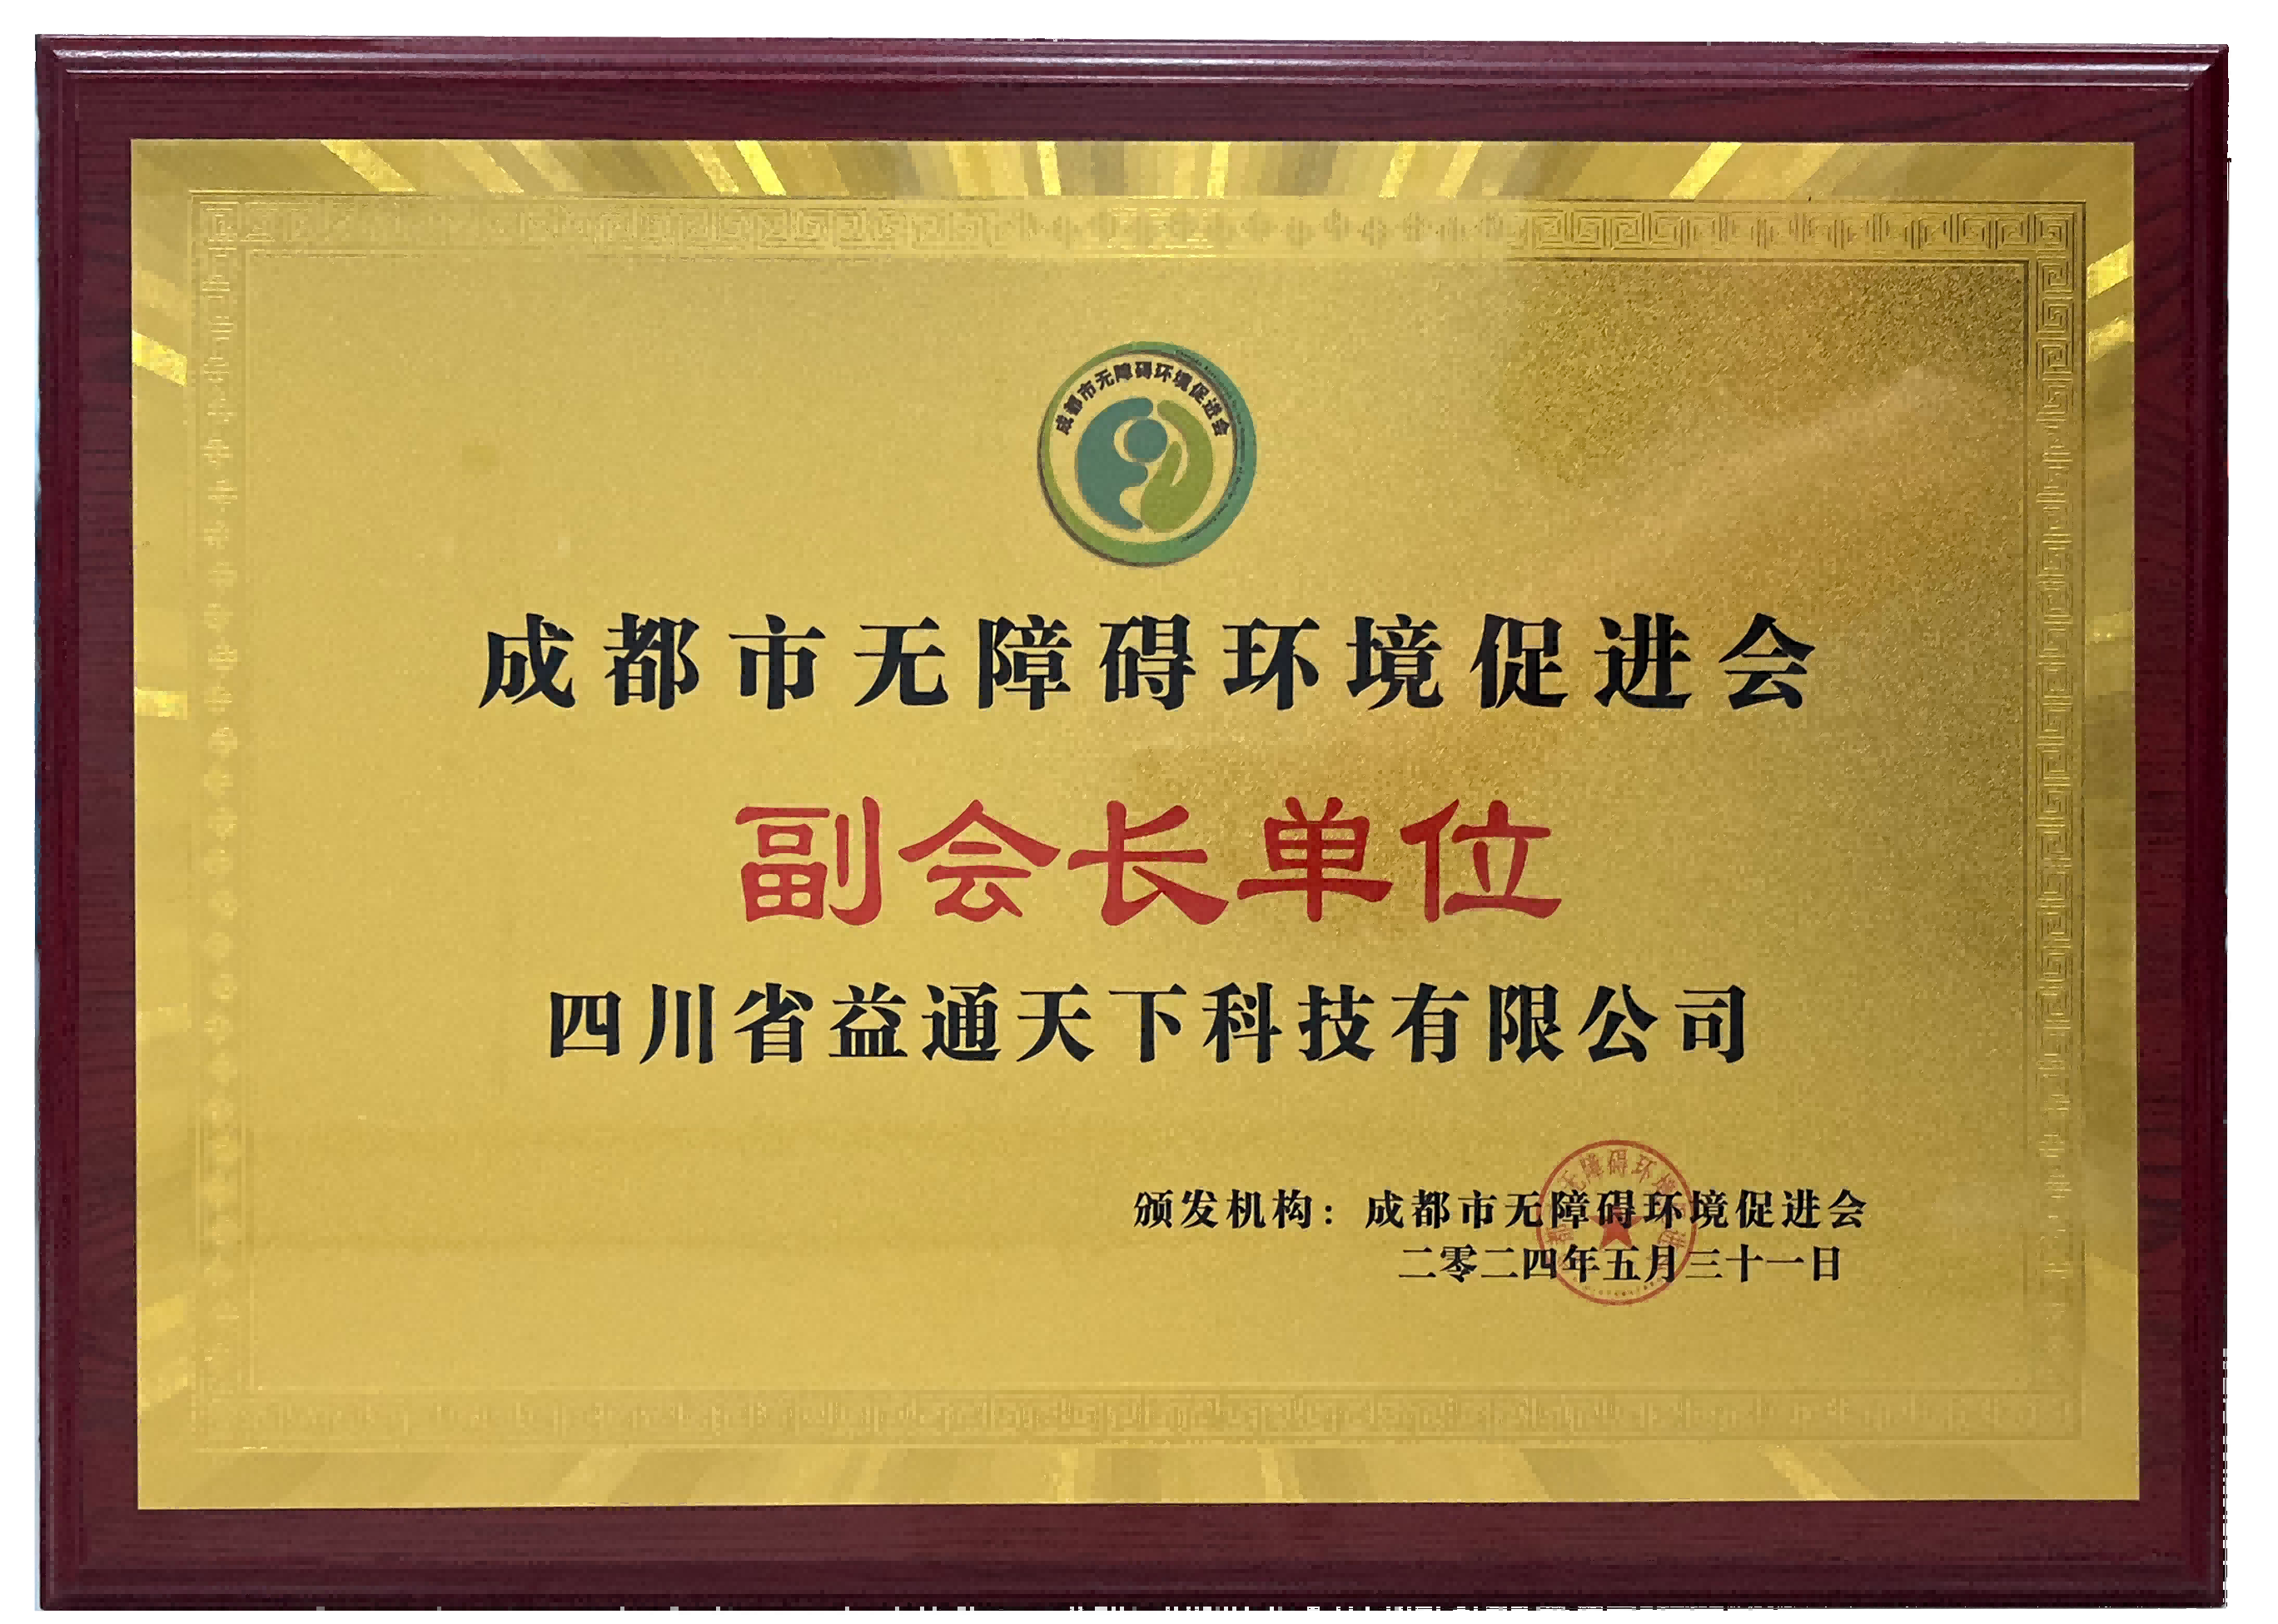 成都市无障碍环境促进会
成都市无障碍环境促进会
副会长单位
四川省益通天下科技有限公司
颁发机构：成都市无障碍环境促进会
二零二四年五月三十一日